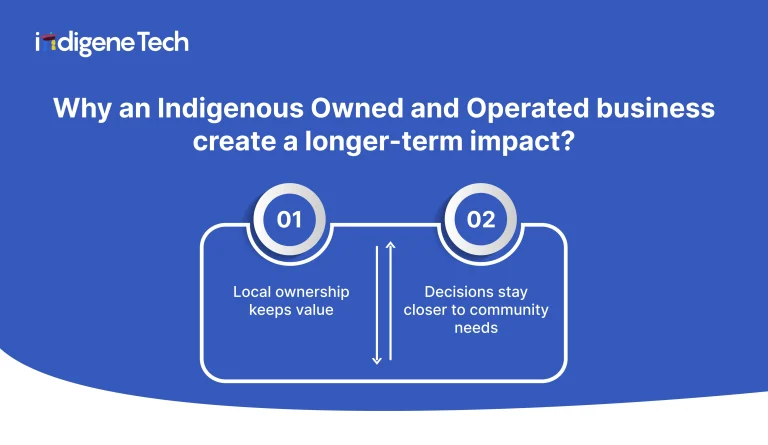 indigene Tech
Why an Indigenous Owned and Operated business
create a longer-term impact?
01
Local ownership
keeps value
02
Decisions stay
closer to community
needs